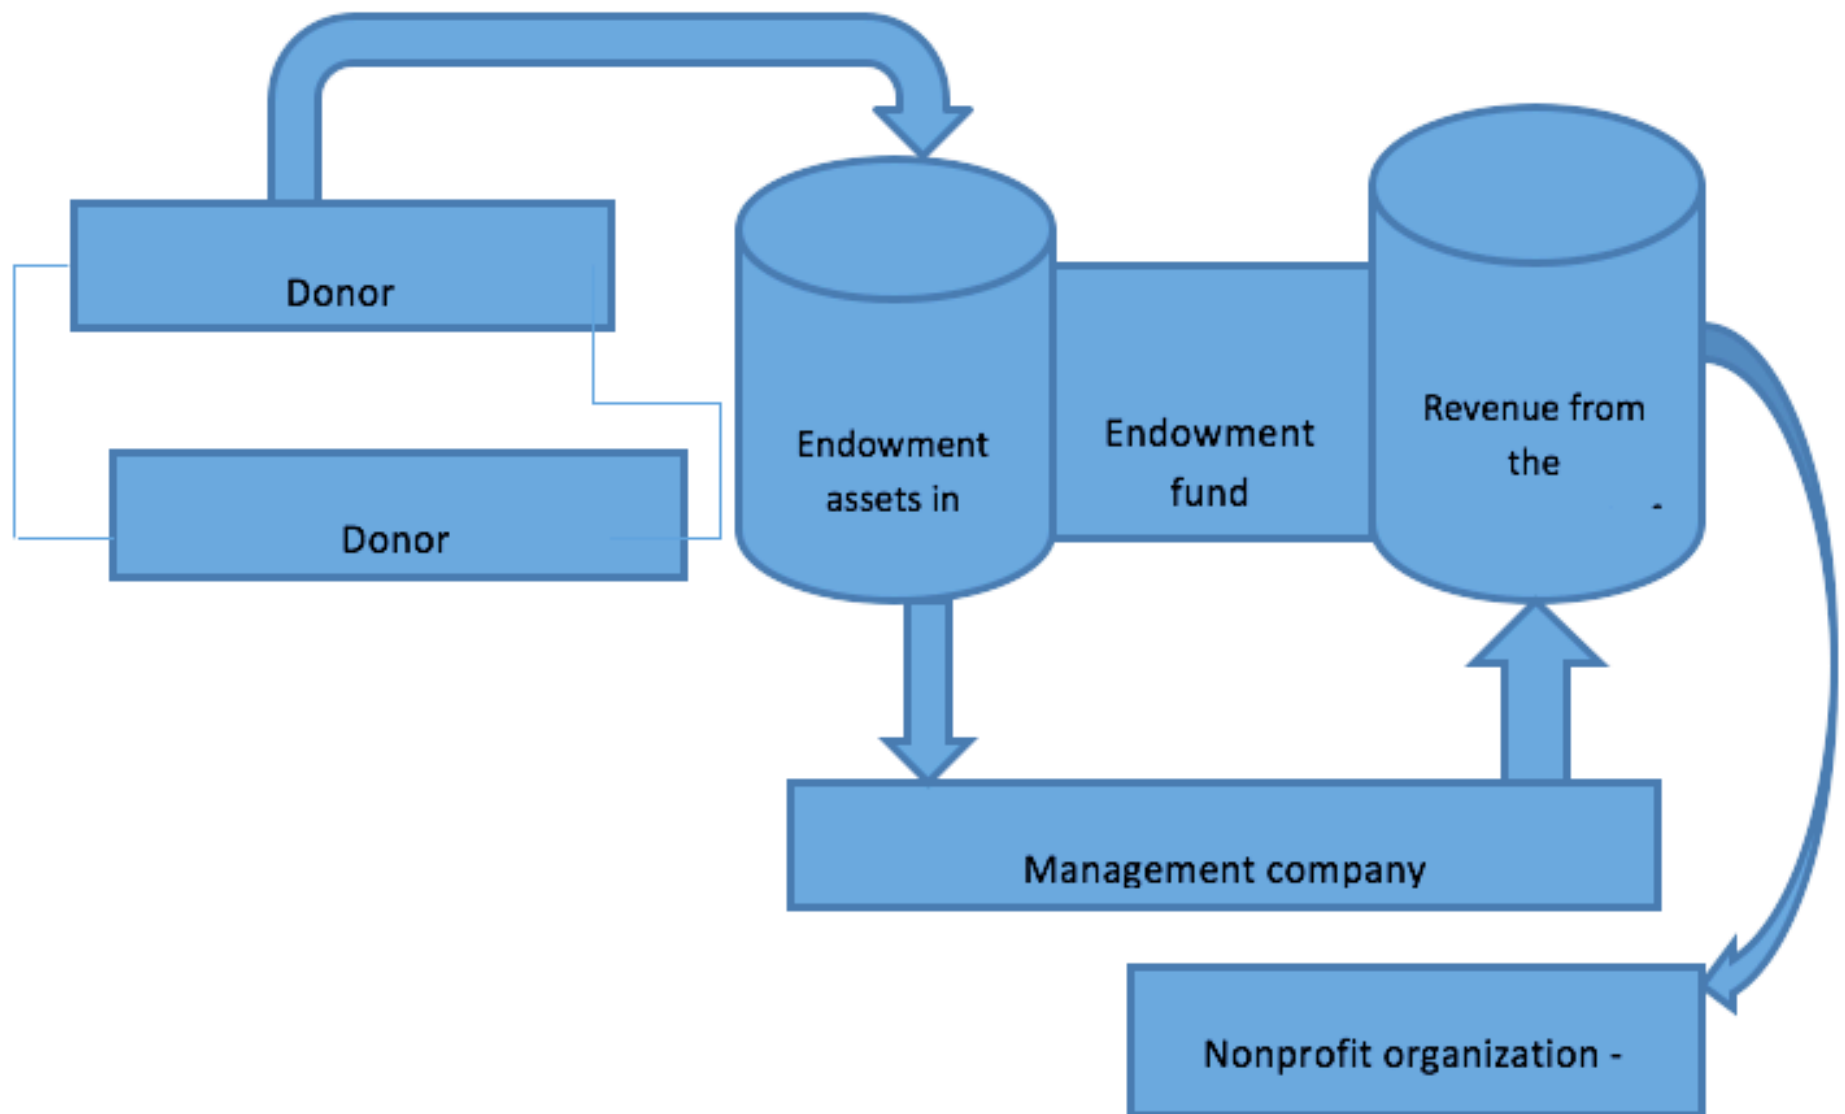 Donor
Donor
Endowment
assets in
Endowment
fund
Revenue from
the
Management company
Nonprofit organization -